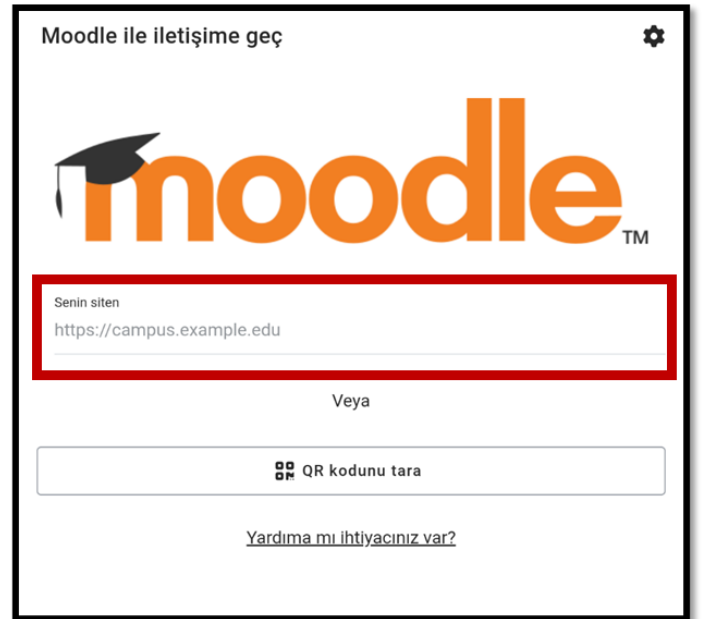 Moodle ile iletişime geç
moodle
TM
Senin siten
https://campus.example.edu
Veya
QR kodunu tara
Yardıma mı ihtiyacınız var?